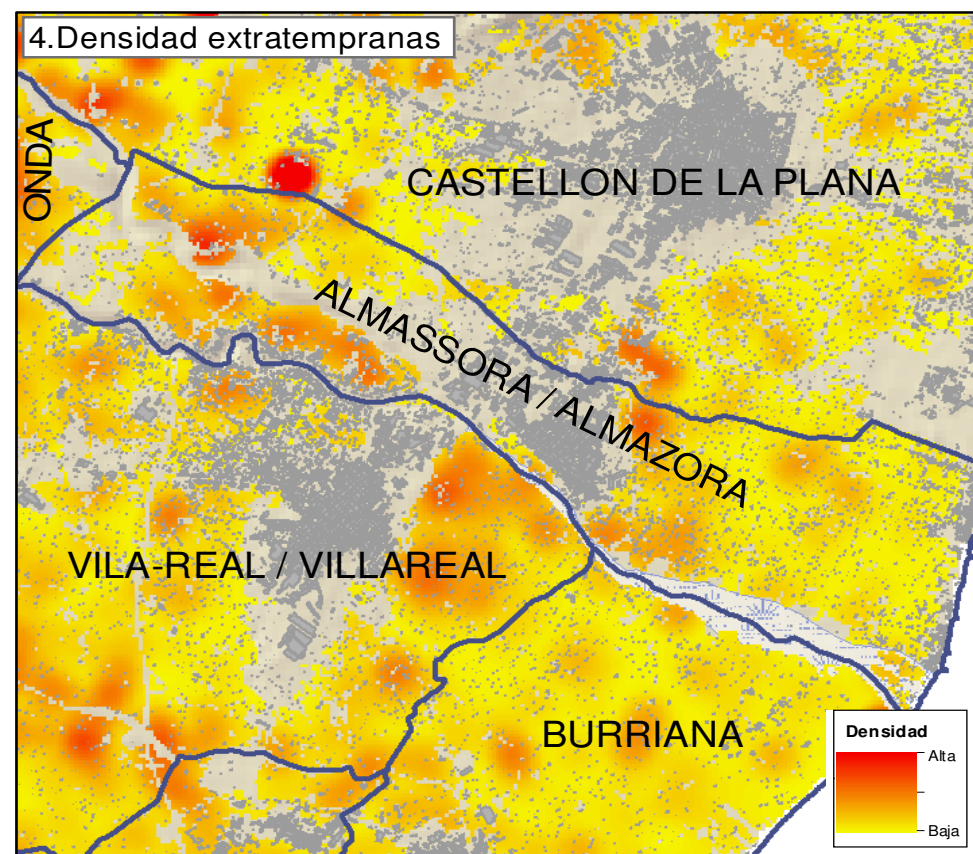 4.Densidad extratempranas
ONDA
CASTELLON DE LA PLANA
ALMASSORA / ALMAZORA
VILA-REAL / VILLAREAL
BURRIANA
Densidad
Alta
Baja